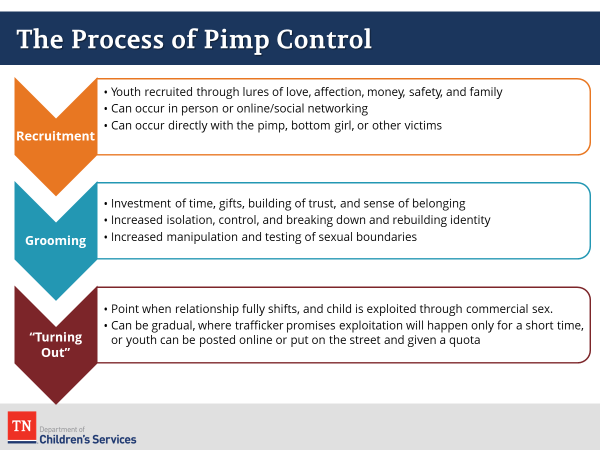 The Process of Pimp Control
Recruitment
• Youth recruited through lures of love, affection, money, safety, and family
• Can occur in person or online/social networking
• Can occur directly with the pimp, bottom girl, or other victims
Grooming
• Investment of time, gifts, building of trust, and sense of belonging
• Increased isolation, control, and breaking down and rebuilding identity
• Increased manipulation and testing of sexual boundaries
“Turning
Out”
• Point when relationship fully shifts, and child is exploited through commercial sex.
• Can be gradual, where trafficker promises exploitation will happen only for a short time,
or youth can be posted online or put on the street and given a quota
TN
Department of
Children's Services